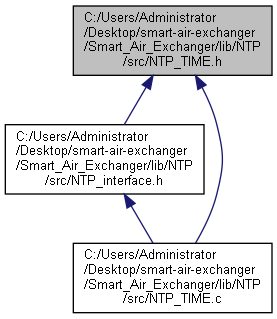 C:/Users/Administrator
/Desktop/smart-air-exchanger
/Smart_Air_Exchanger/lib/NTP
/src/NTP_TIME.h
C:/Users/Administrator
/Desktop/smart-air-exchanger
/Smart_Air_Exchanger/lib/NTP
/src/NTP_interface.h
C:/Users/Administrator
/Desktop/smart-air-exchanger
/Smart_Air_Exchanger/lib/NTP
/src/NTP_TIME.c